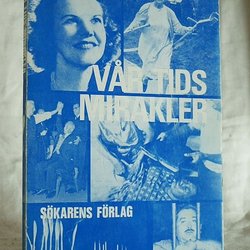 VÅR TIDS
MIRAKLER
SÖKARENS FÖRLAG